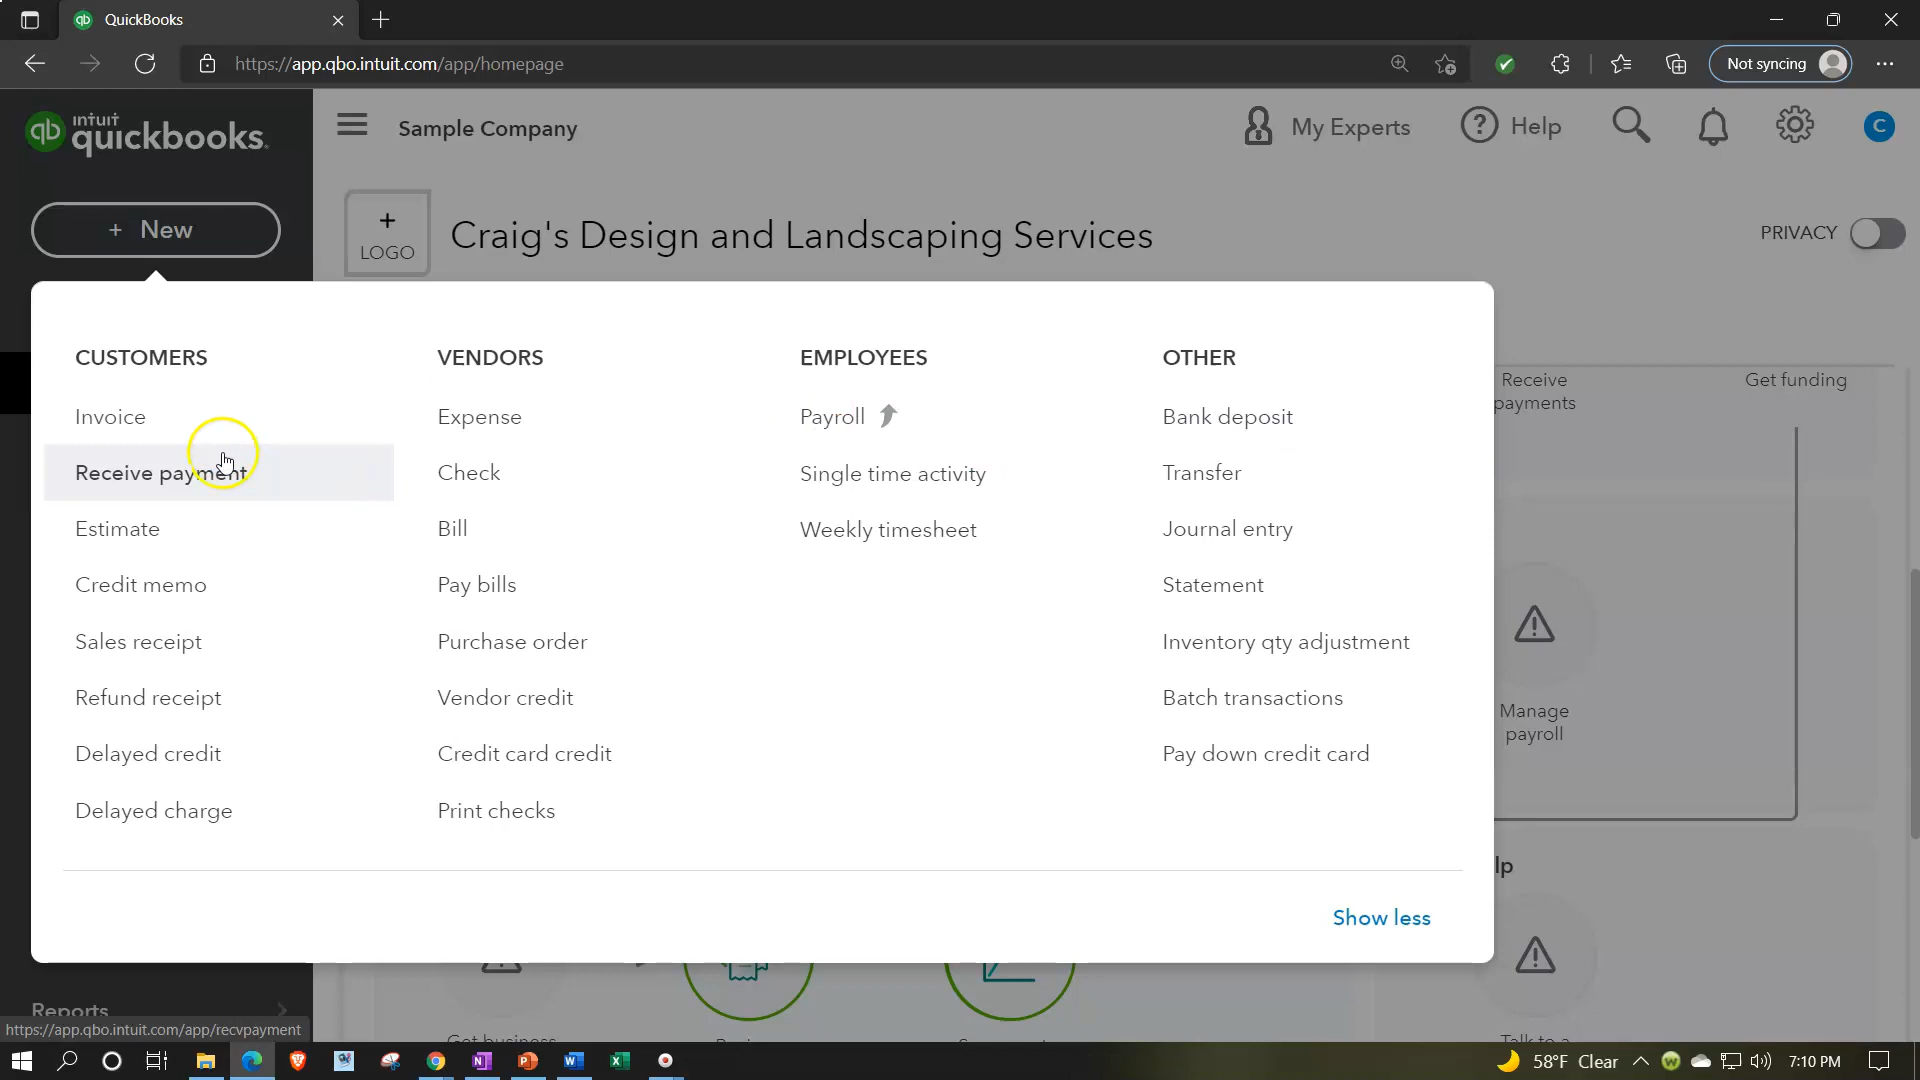 QuickBooks
https://app.qbo.intuit.com/app/homepage
Not syncing
intuit
quickbooks.
Sample Company
My Experts
Help
C
+ New
+
LOGO
Craig's Design and Landscaping Services
PRIVACY
CUSTOMERS
Invoice
Receive payment
Estimate
Credit memo
Sales receipt
Refund receipt
Delayed credit
Delayed charge
VENDORS
Expense
Check
Bill
Pay bills
Purchase order
Vendor credit
Credit card credit
Print checks
EMPLOYEES
Payroll
Single time activity
Weekly timesheet
OTHER
Bank deposit
Transfer
Journal entry
Statement
Inventory qty adjustment
Batch transactions
Pay down credit card
Show less
Receive
payments
Get funding
Manage
payroll
lp
Reports
https://app.qbo.intuit.com/app/recvpayment
Get business
Talk to a
58°F Clear
7:10 PM